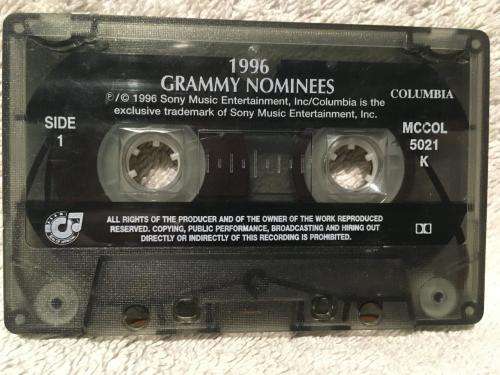 1996
GRAMMY NOMINEES
℗/© 1996 Sony Music Entertainment, Inc/Columbia is the
exclusive trademark of Sony Music Entertainment, Inc.
COLUMBIA
SIDE
1
MCCOL
5021
K
ALL RIGHTS OF THE PRODUCER AND OF THE OWNER OF THE WORK REPRODUCED
RESERVED. COPYING, PUBLIC PERFORMANCE, BROADCASTING AND HIRING OUT
DIRECTLY OR INDIRECTLY OF THIS RECORDING IS PROHIBITED.